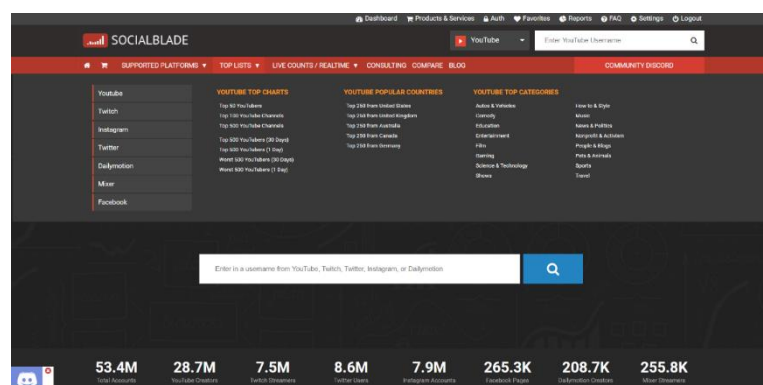 Dashboard Products & Services Auth Favorites Reports FAQ Settings Logout
SOCIALBLADE
YouTube
Enter YouTube Username
SUPPORTED PLATFORMS TOP LISTS LIVE COUNTS / REALTIME CONSULTING COMPARE BLOG
COMMUNITY DISCORD
Youtube
Twitch
Instagram
Twitter
Dailymotion
Mixer
Facebook
YOUTUBE TOP CHARTS
Top 50 YouTubers
Top 100 YouTube Channels
Top 500 YouTube Channels
Top 500 YouTubers (30 Days)
Top 500 YouTubers (1 Day)
Worst 500 YouTubers (30 Days)
Worst 500 YouTubers (1 Day)
YOUTUBE POPULAR COUNTRIES
Top 250 from United States
Top 250 from United Kingdom
Top 250 from Australia
Top 250 from Canada
Top 250 from Germany
YOUTUBE TOP CATEGORIES
Autos & Vehicles
Comedy
Education
Entertainment
Film
Gaming
Science & Technology
Shows
How to & Style
Music
News & Politics
Nonprofit & Activism
People & Blogs
Pets & Animals
Sports
Travel
Enter in a username from YouTube, Twitch, Twitter, Instagram, or Dailymotion
53.4M 28.7M 7.5M 8.6M 7.9M 265.3K 208.7K 255.8K
Total Accounts YouTube Creators Twitch Streamers Twitter Users Instagram Accounts Facebook Pages Dailymotion Creators Mixer Streamers